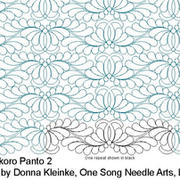 One repeat shown in black
koro Panto 2
by Donna Kleinke, One Song Needle Arts,